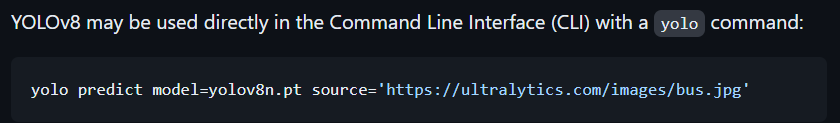 YOLOv8 may be used directly in the Command Line Interface (CLI) with a yolo command:
yolo predict model=yolov8n.pt source='https://ultralytics.com/images/bus.jpg'